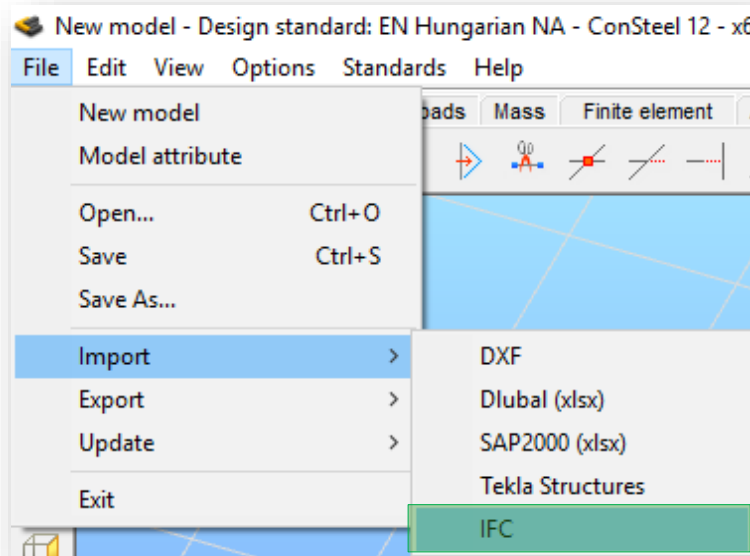 New model - Design standard: EN Hungarian NA - ConSteel 12 - x6
File Edit View Options Standards Help
Mass Finite element
New model
Model attribute
Open... Ctrl+O
Save Ctrl+S
Save As...
Import >
DXF
Export >
Dlubal (xlsx)
Update >
SAP2000 (xlsx)
Tekla Structures
Exit
IFC